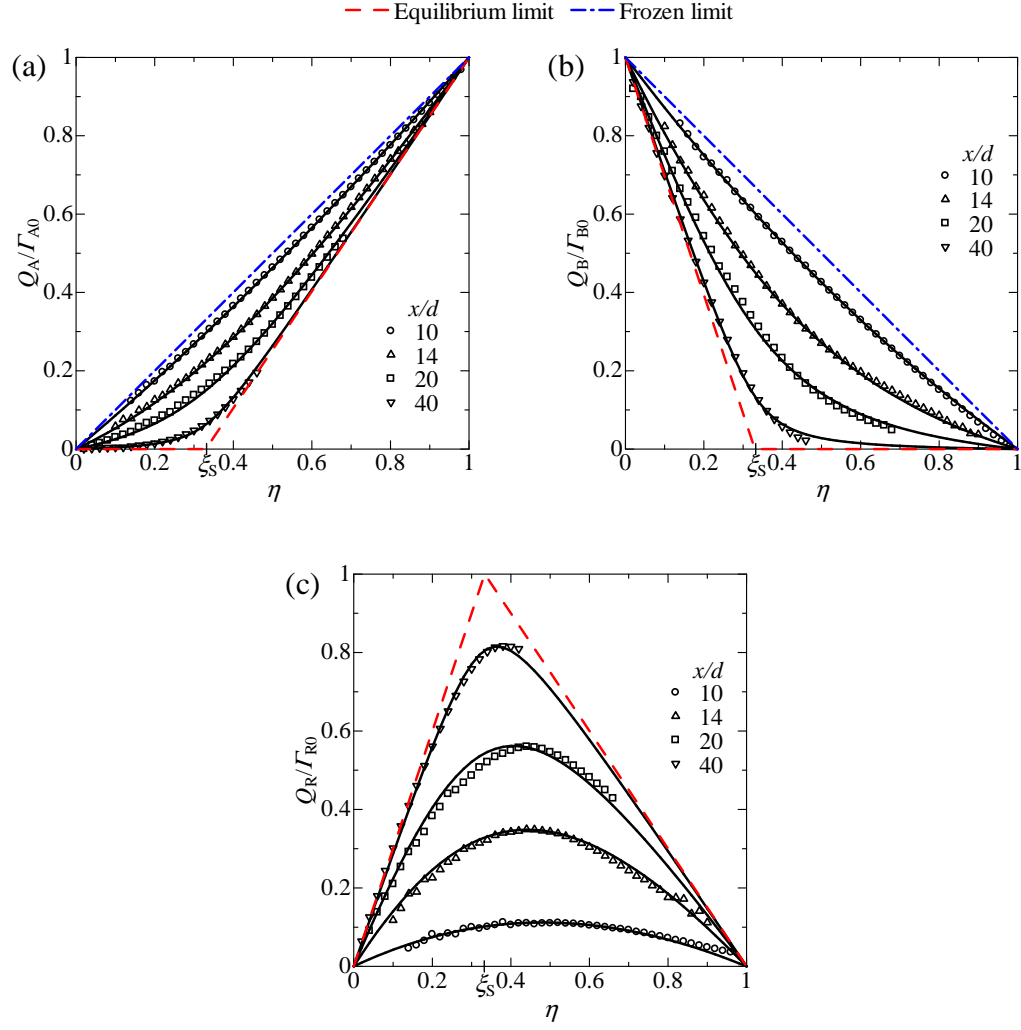 Equilibrium limit Frozen limit
(a)
1
0.8
0.6
0.4
0.2
0
Q_A/Γ_A0
x/d
10
14
20
40
0.2 ξ_S 0.4 0.6 0.8 1
η
(b)
1
0.8
0.6
0.4
0.2
0
Q_B/Γ_B0
x/d
10
14
20
40
0.2 ξ_S 0.4 0.6 0.8 1
η
(c)
1
0.8
0.6
0.4
0.2
0
Q_R/Γ_R0
x/d
10
14
20
40
0 0.2 ξ_S 0.4 0.6 0.8 1
η